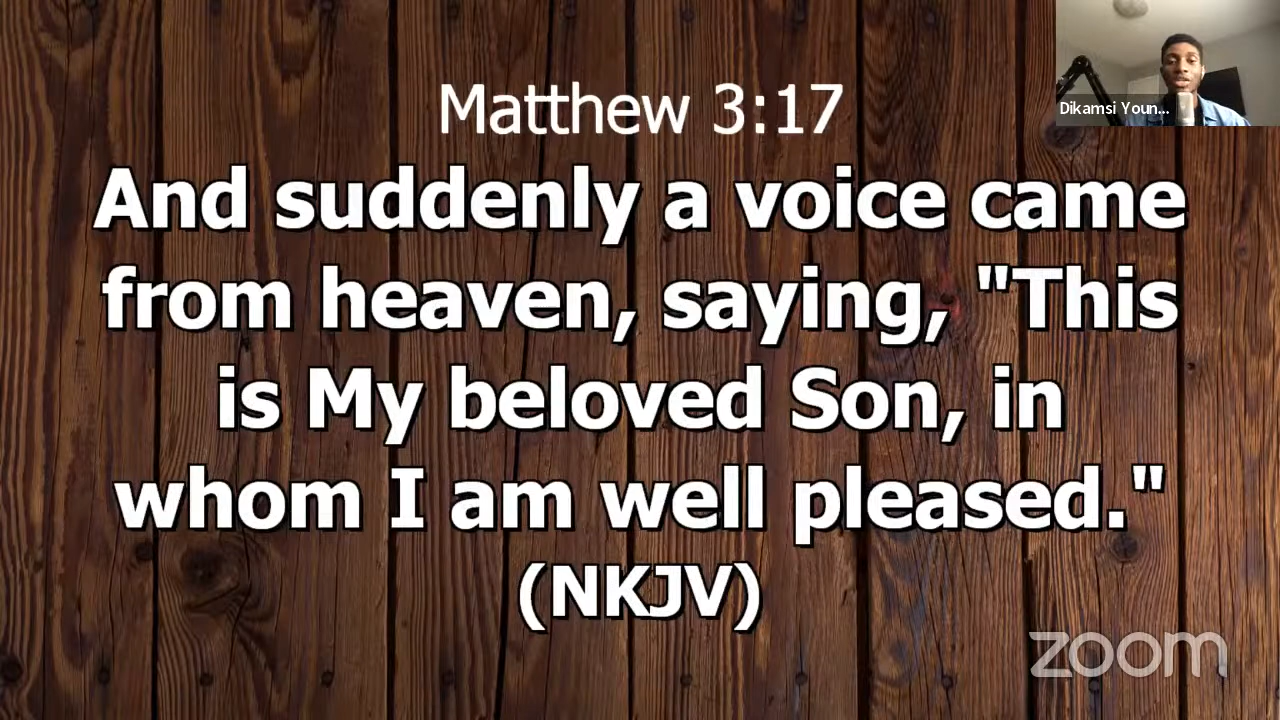 Matthew 3:17
Dikamsi Youn...
And suddenly a voice came
from heaven, saying, "This
is My beloved Son, in
whom I am well pleased."
(NKJV)
zoom